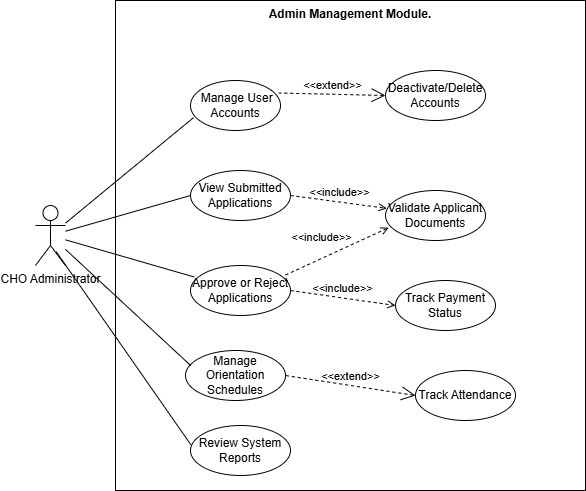 Admin Management Module.
Manage User
Accounts
<<extend>>
Deactivate/Delete
Accounts
View Submitted
Applications
<<include>>
Validate Applicant
Documents
<<include>>
CHO Administrator
Approve or Reject
Applications
<<include>>
Track Payment
Status
Manage
Orientation
Schedules
<<extend>>
Track Attendance
Review System
Reports